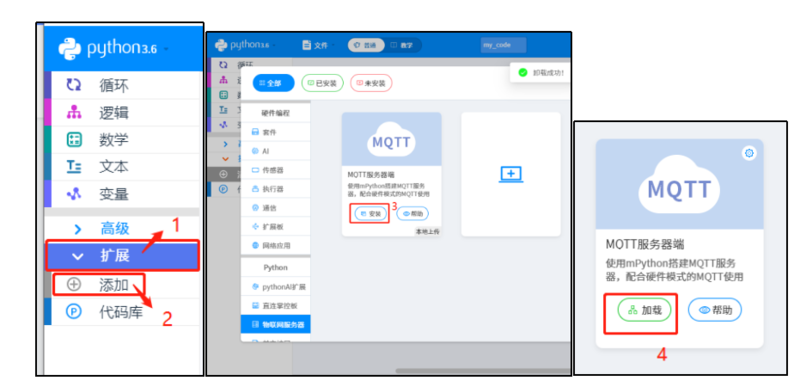 python3.6
循环
逻辑
数学
文本
变量
高级
1
扩展
添加
代码库
2
python3.6
文件
普通
教学
my_code
卸载成功!
全部
已安装
未安装
硬件编程
套件
AI
传感器
执行器
通信
扩展板
网络应用
Python
pythonAI扩展
直连掌控板
物联网服务器
MQTT
MQTT服务器端
使用mPython搭建MQTT服务
器,配合硬件模式的MQTT使用
安装
3
帮助
本地上传
MQTT
MQTT服务器端
使用mPython搭建MQTT服务
器,配合硬件模式的MQTT使用
加载
帮助
4